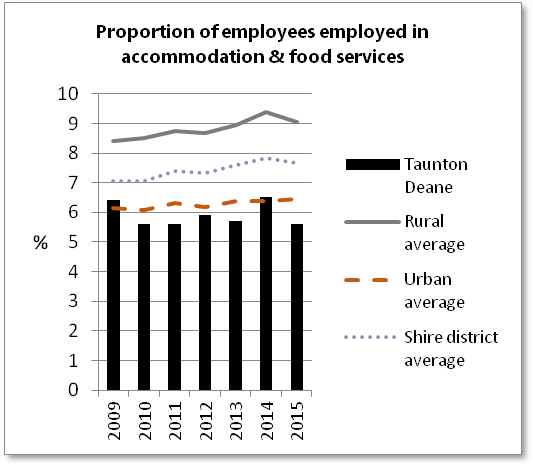 Proportion of employees employed in
accommodation & food services
10
9
8
7
6
5
4
3
2
1
0
%
2009
2010
2011
2012
2013
2014
2015
Taunton
Deane
Rural
average
Urban
average
Shire district
average